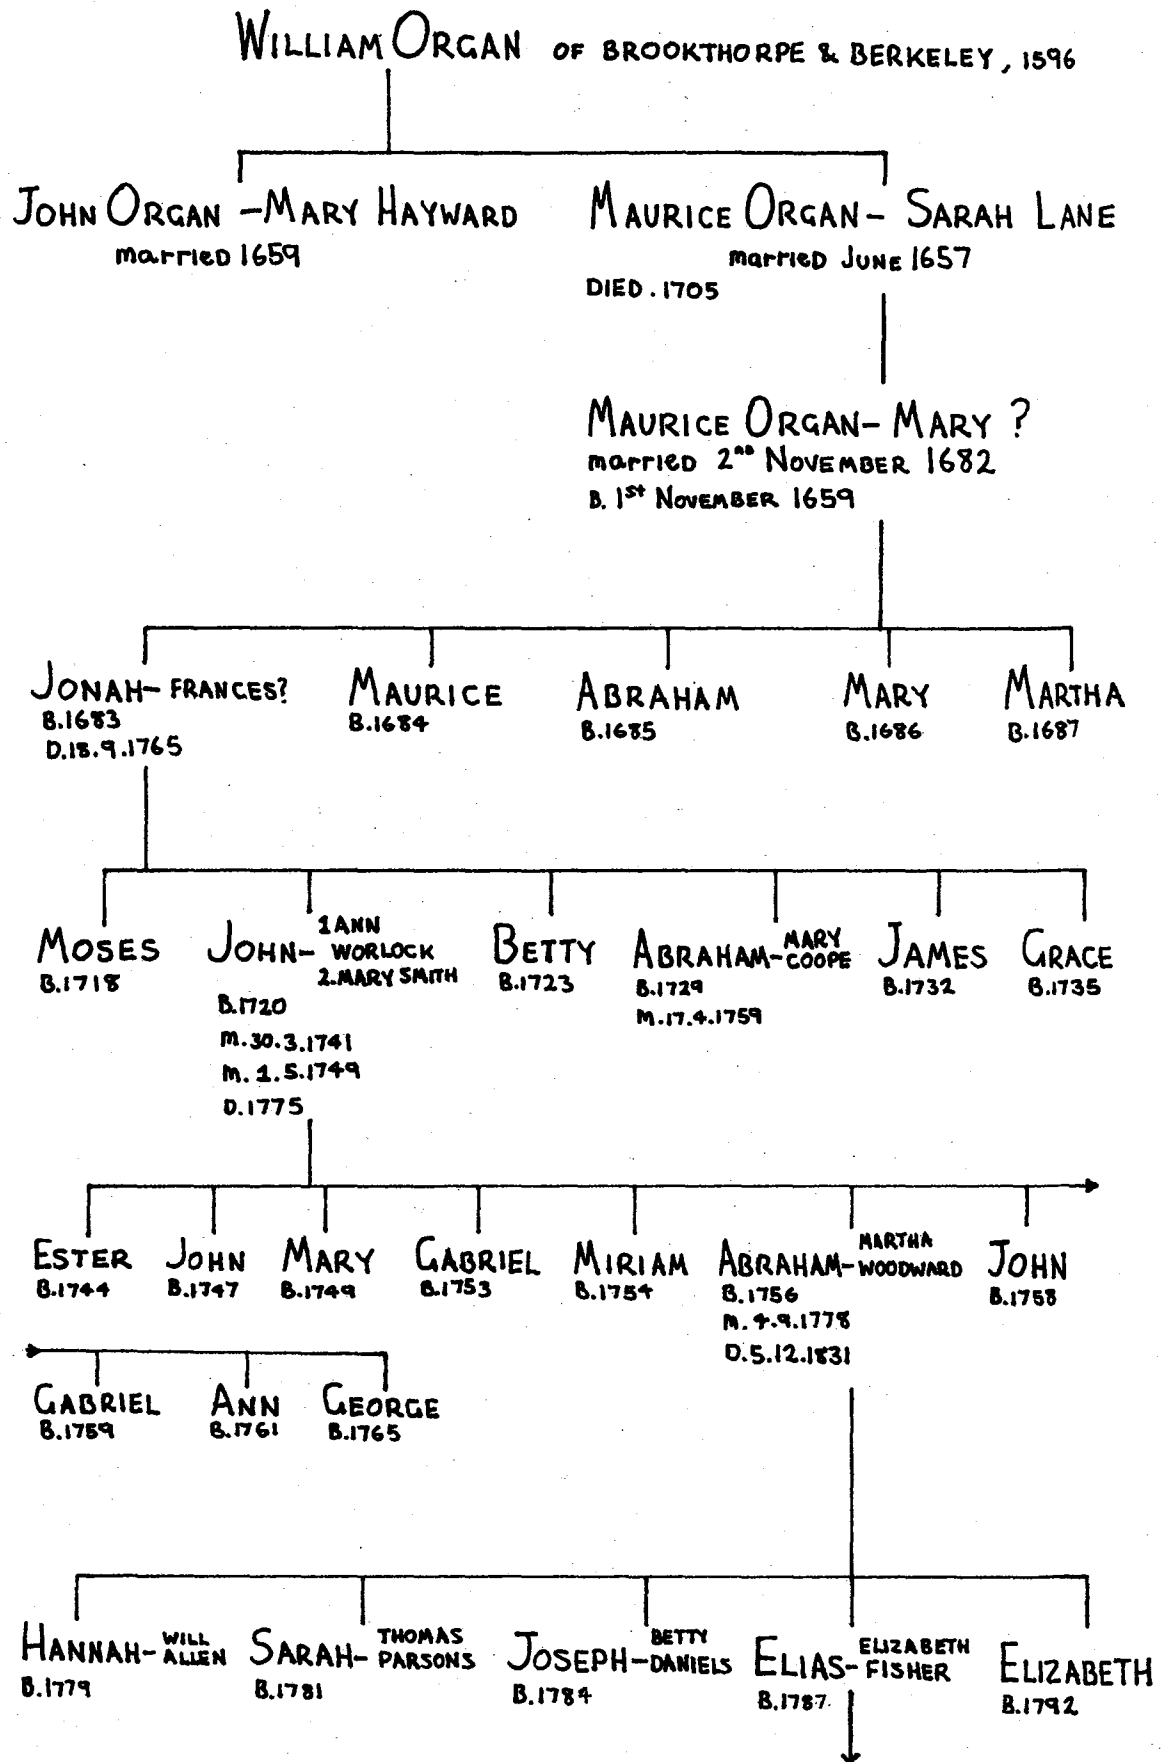 WILLIAM ORGAN OF BROOKTHORPE & BERKELEY, 1596
JOHN ORGAN - MARY HAYWARD
married 1659
MAURICE ORGAN - SARAH LANE
married JUNE 1657
DIED. 1705
MAURICE ORGAN - MARY ?
married 2nd NOVEMBER 1682
B. 1st NOVEMBER 1659
JONAH - FRANCES?
B.1683
D.18.9.1765
MAURICE
B.1684
ABRAHAM
B.1685
MARY
B.1686
MARTHA
B.1687
MOSES
B.1718
JOHN - 1 ANN
WORLOCK
2. MARY SMITH
B.1720
M.30.3.1741
M.1.5.1749
D.1775
BETTY
B.1723
ABRAHAM - MARY
COOPE
B.1729
M.17.4.1759
JAMES
B.1732
GRACE
B.1735
ESTER
B.1744
JOHN
B.1747
MARY
B.1749
GABRIEL
B.1753
MIRIAM
B.1754
ABRAHAM - MARTHA
WOODWARD
B.1756
M.4.9.1778
D.5.12.1831
JOHN
B.1758
GABRIEL
B.1759
ANN
B.1761
GEORGE
B.1765
HANNAH - WILL
ALLEN
B.1779
SARAH - THOMAS
PARSONS
B.1781
JOSEPH - BETTY
DANIELS
B.1784
ELIAS - ELIZABETH
FISHER
B.1787
ELIZABETH
B.1792